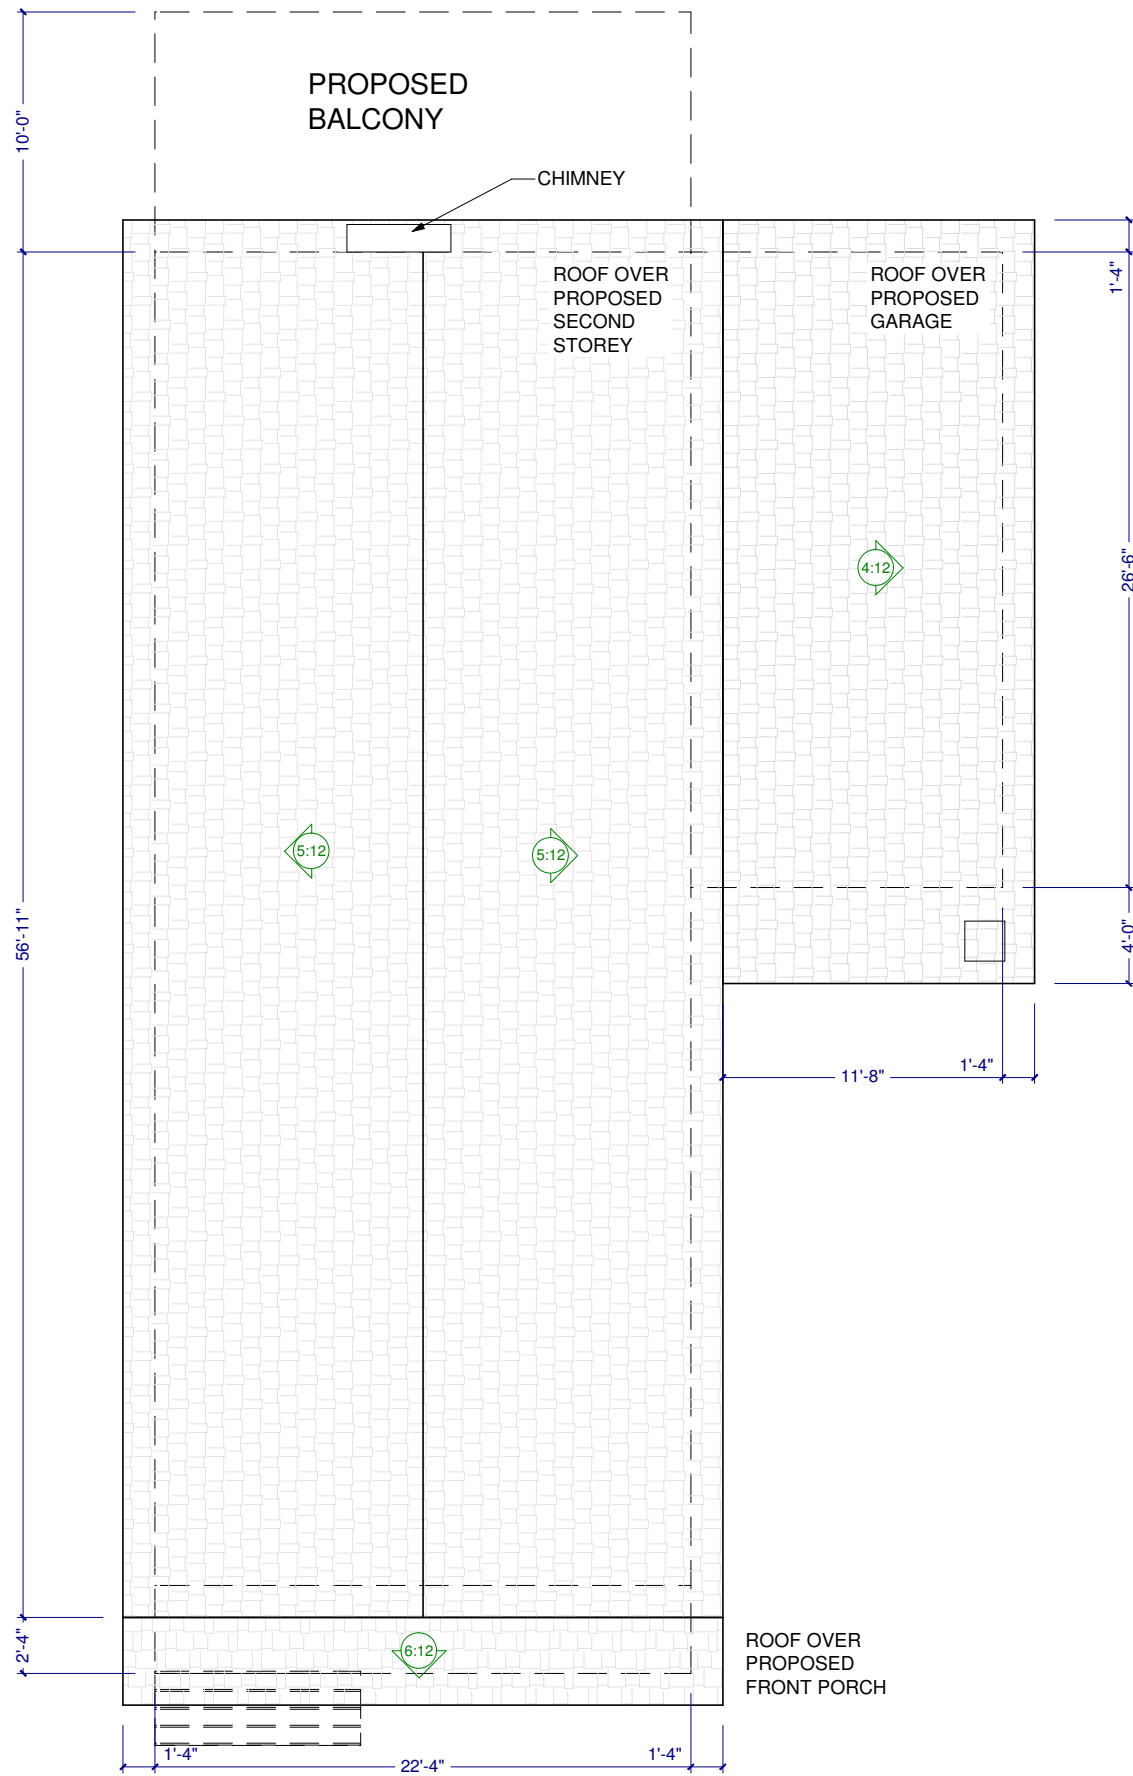 PROPOSED
BALCONY
10'-0"
CHIMNEY
ROOF OVER
PROPOSED
SECOND
STOREY
ROOF OVER
PROPOSED
GARAGE
1'-4"
4:12
26'-6"
5:12
5:12
56'-11"
4'-0"
11'-8"
1'-4"
2'-4"
6:12
ROOF OVER
PROPOSED
FRONT PORCH
1'-4"
22'-4"
1'-4"